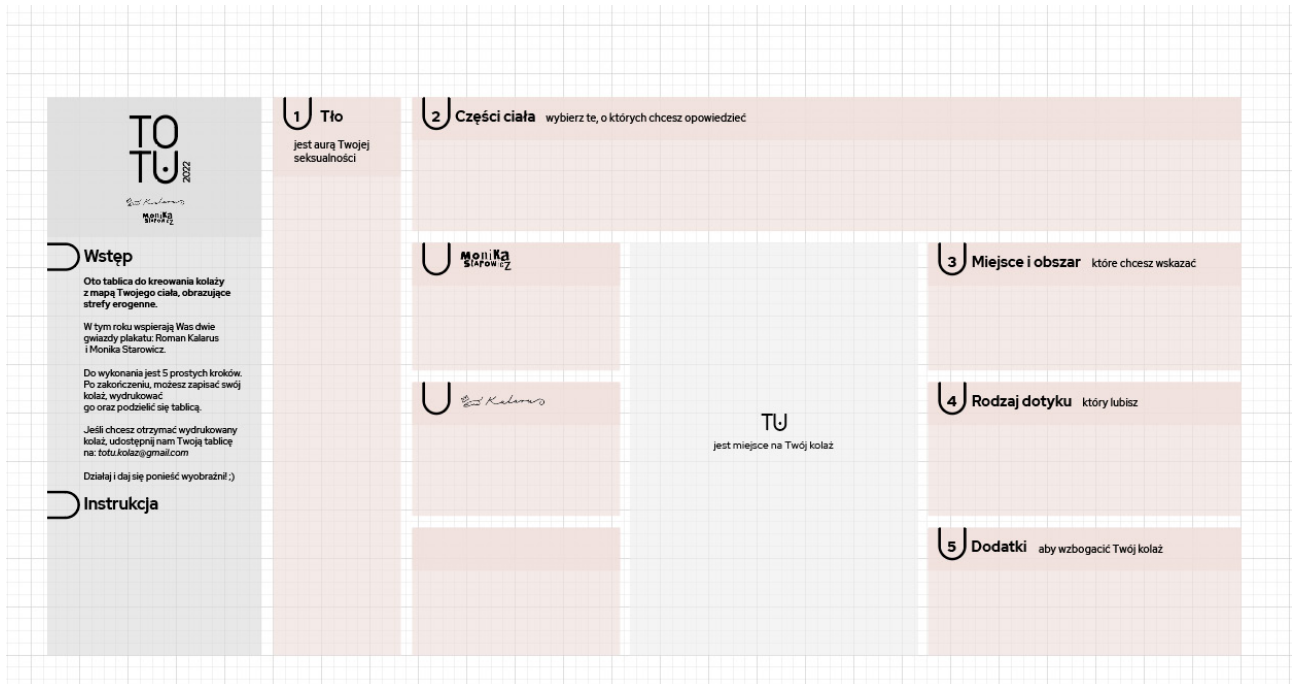 TO
TU
2022
Kalarus
Monika
Starowicz
Wstęp
Oto tablica do kreowania kolaży
z mapą Twojego ciała, obrazujące
strefy erogenne.
W tym roku wspierają Was dwie
gwiazdy plakatu: Roman Kalarus
i Monika Starowicz.
Do wykonania jest 5 prostych kroków.
Po zakończeniu, możesz zapisać swój
kolaż, wydrukować
go oraz podzielić się tablicą.
Jeśli chcesz otrzymać wydrukowany
kolaż, udostępnij nam Twoją tablicę
na: totu.kolaz@gmail.com
Działaj i daj się ponieść wyobraźni! ;)
Instrukcja
1 Tło
jest aurą Twojej
seksualności
2 Części ciała wybierz te, o których chcesz opowiedzieć
Monika
Starowicz
Kalarus
TU
jest miejsce na Twój kolaż
3 Miejsce i obszar które chcesz wskazać
4 Rodzaj dotyku który lubisz
5 Dodatki aby wzbogacić Twój kolaż